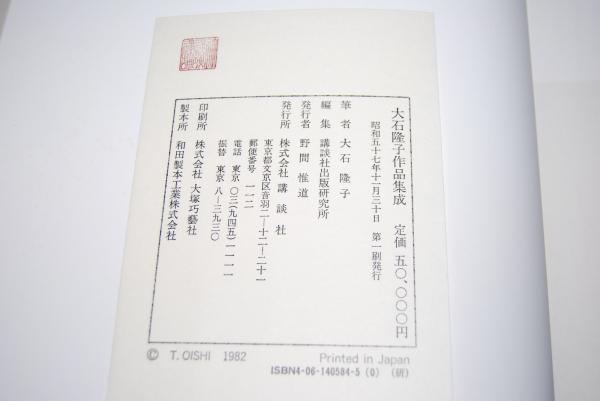 大石隆子作品集成　定価 五〇、〇〇〇円
昭和五十七年十一月三十日　第一刷発行
筆者　大石隆子
編集　講談社出版研究所
発行者　野間惟道
発行所　株式会社講談社
東京都文京区音羽二ー十二ー二十一
郵便番号　一一二
電話　東京　〇三(九四五)一一一一
振替　東京　八ー三九三〇
印刷所　株式会社　大塚巧藝社
製本所　和田製本工業株式会社
© T. OISHI 1982
Printed in Japan
ISBN4-06-140584-5 (0) (研)